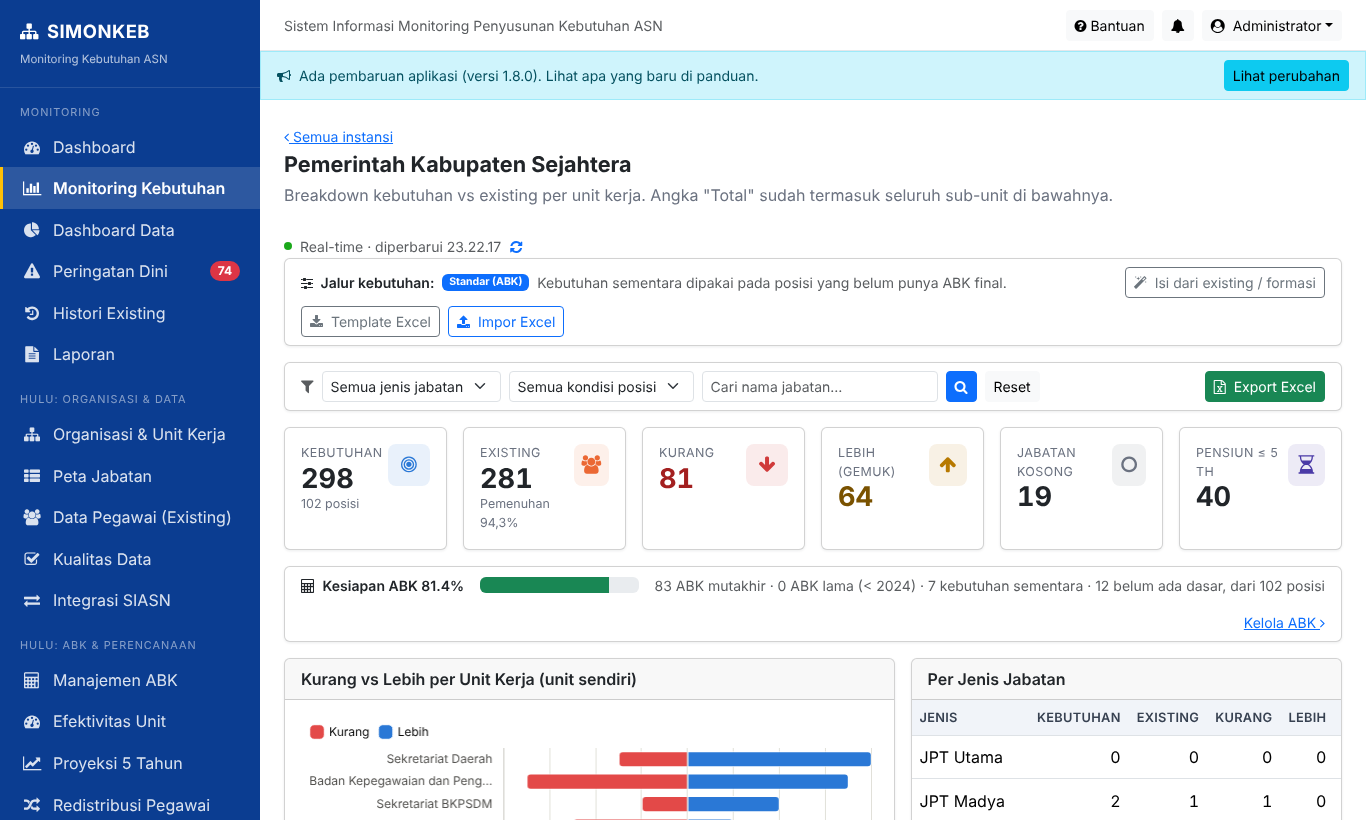 SIMONKEB
Monitoring Kebutuhan ASN
MONITORING
Dashboard
Monitoring Kebutuhan
Dashboard Data
Peringatan Dini 74
Histori Existing
Laporan
HULU: ORGANISASI & DATA
Organisasi & Unit Kerja
Peta Jabatan
Data Pegawai (Existing)
Kualitas Data
Integrasi SIASN
HULU: ABK & PERENCANAAN
Manajemen ABK
Efektivitas Unit
Proyeksi 5 Tahun
Redistribusi Pegawai
Sistem Informasi Monitoring Penyusunan Kebutuhan ASN
Bantuan
Administrator
Ada pembaruan aplikasi (versi 1.8.0). Lihat apa yang baru di panduan.
Lihat perubahan
Semua instansi
Pemerintah Kabupaten Sejahtera
Breakdown kebutuhan vs existing per unit kerja. Angka "Total" sudah termasuk seluruh sub-unit di bawahnya.
Real-time · diperbarui 23.22.17
Jalur kebutuhan: Standar (ABK) Kebutuhan sementara dipakai pada posisi yang belum punya ABK final.
Isi dari existing / formasi
Template Excel
Impor Excel
Semua jenis jabatan
Semua kondisi posisi
Cari nama jabatan...
Reset
Export Excel
KEBUTUHAN
298
102 posisi
EXISTING
281
Pemenuhan
94,3%
KURANG
81
LEBIH
(GEMUK)
64
JABATAN
KOSONG
19
PENSIUN ≤ 5
TH
40
Kesiapan ABK 81.4%
83 ABK mutakhir · 0 ABK lama (< 2024) · 7 kebutuhan sementara · 12 belum ada dasar, dari 102 posisi
Kelola ABK
Kurang vs Lebih per Unit Kerja (unit sendiri)
Kurang Lebih
Sekretariat Daerah
Badan Kepegawaian dan Peng...
Sekretariat BKPSDM
Per Jenis Jabatan
JENIS KEBUTUHAN EXISTING KURANG LEBIH
JPT Utama 0 0 0 0
JPT Madya 2 1 1 0